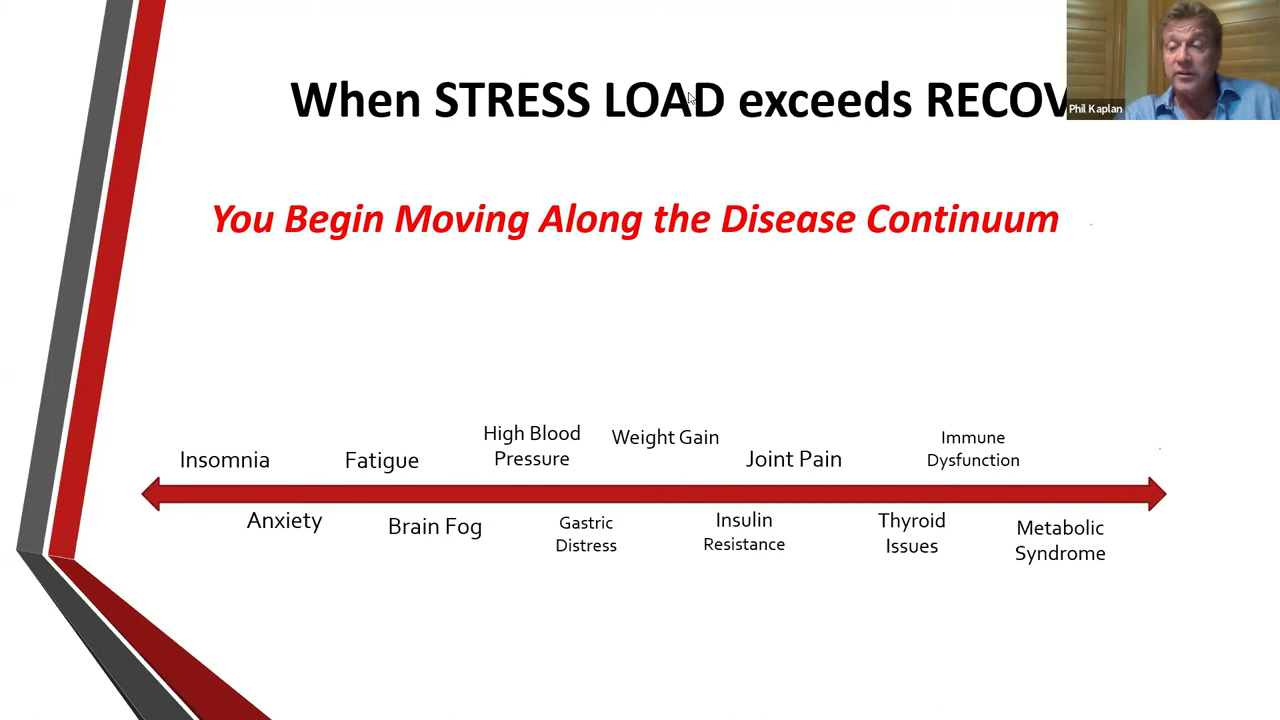 When STRESS LOAD exceeds RECOV
Phil Kaplan
You Begin Moving Along the Disease Continuum
High Blood
Pressure
Weight Gain
Insomnia
Fatigue
Joint Pain
Immune
Dysfunction
Anxiety
Brain Fog
Gastric
Distress
Insulin
Resistance
Thyroid
Issues
Metabolic
Syndrome